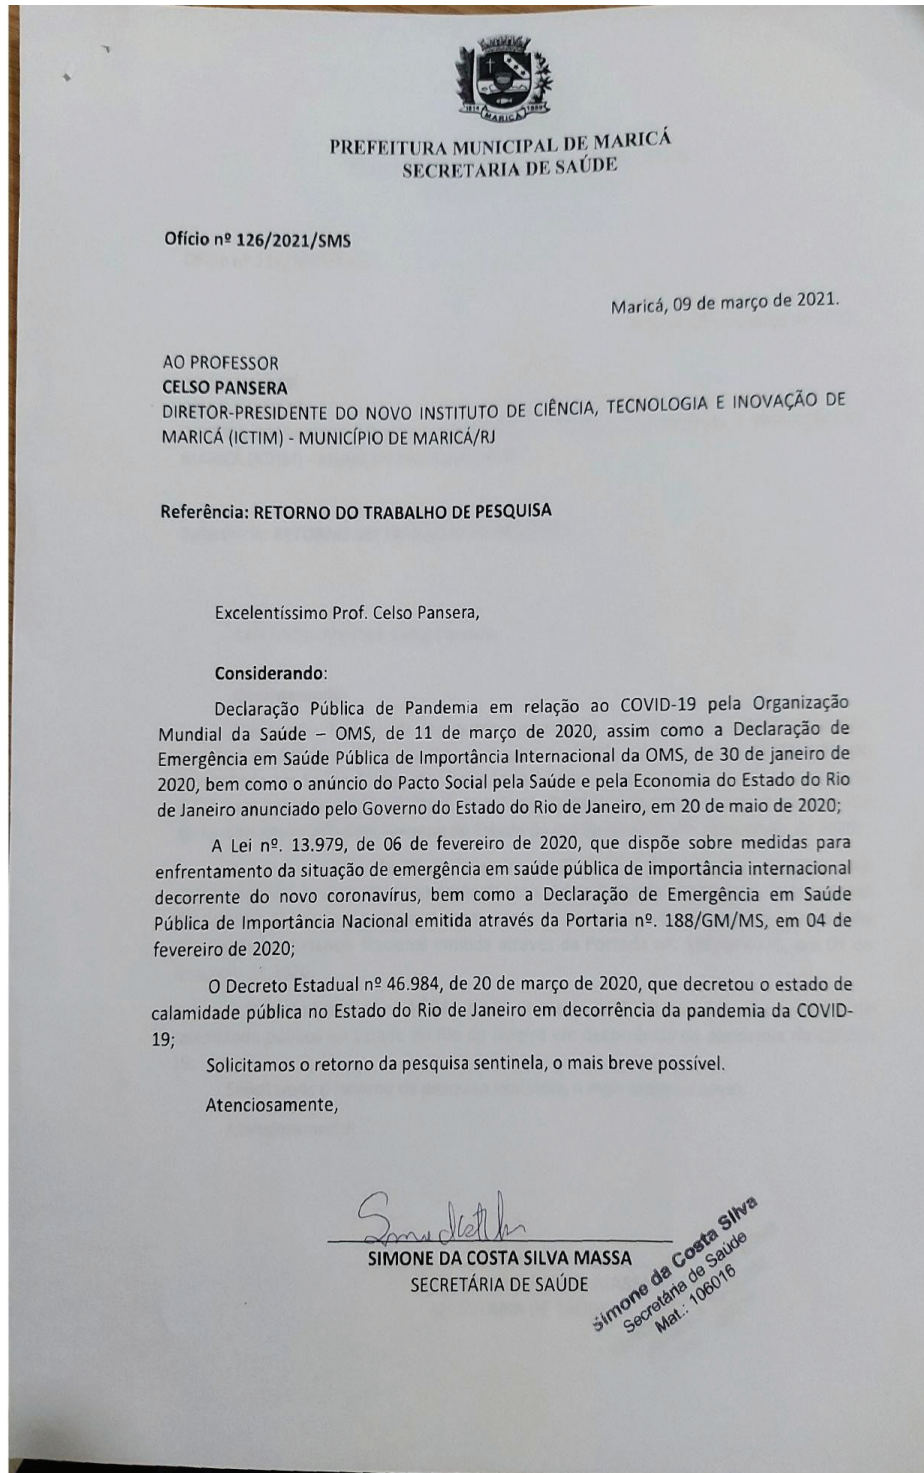 MARICÁ
PREFEITURA MUNICIPAL DE MARICÁ
SECRETARIA DE SAÚDE
Ofício nº 126/2021/SMS
Maricá, 09 de março de 2021.
AO PROFESSOR
CELSO PANSERA
DIRETOR-PRESIDENTE DO NOVO INSTITUTO DE CIÊNCIA, TECNOLOGIA E INOVAÇÃO DE
MARICÁ (ICTIM) - MUNICÍPIO DE MARICÁ/RJ
Referência: RETORNO DO TRABALHO DE PESQUISA
Excelentíssimo Prof. Celso Pansera,
Considerando:
Declaração Pública de Pandemia em relação ao COVID-19 pela Organização
Mundial da Saúde – OMS, de 11 de março de 2020, assim como a Declaração de
Emergência em Saúde Pública de Importância Internacional da OMS, de 30 de janeiro de
2020, bem como o anúncio do Pacto Social pela Saúde e pela Economia do Estado do Rio
de Janeiro anunciado pelo Governo do Estado do Rio de Janeiro, em 20 de maio de 2020;
A Lei nº. 13.979, de 06 de fevereiro de 2020, que dispõe sobre medidas para
enfrentamento da situação de emergência em saúde pública de importância internacional
decorrente do novo coronavírus, bem como a Declaração de Emergência em Saúde
Pública de Importância Nacional emitida através da Portaria nº. 188/GM/MS, em 04 de
fevereiro de 2020;
O Decreto Estadual nº 46.984, de 20 de março de 2020, que decretou o estado de
calamidade pública no Estado do Rio de Janeiro em decorrência da pandemia da COVID-
19;
Solicitamos o retorno da pesquisa sentinela, o mais breve possível.
Atenciosamente,
SIMONE DA COSTA SILVA MASSA
SECRETÁRIA DE SAÚDE
Simone da Costa Silva
Secretária de Saúde
Mat.: 106016